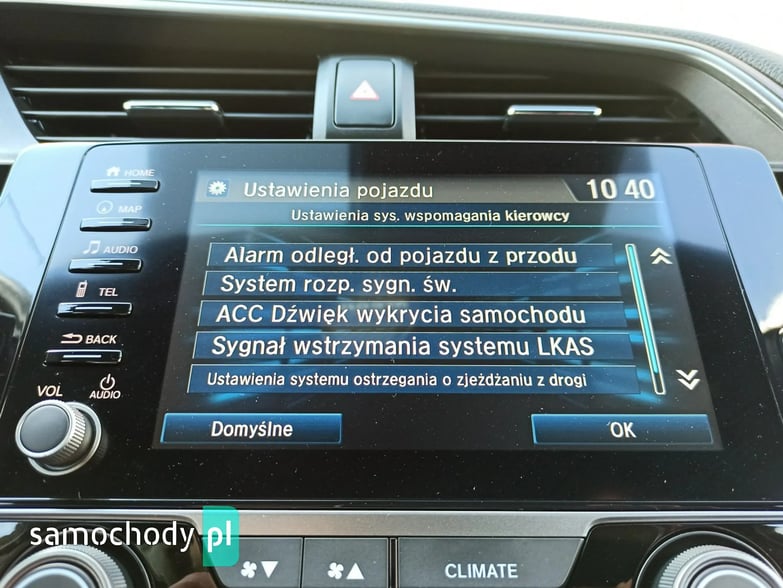 HOME
MAP
AUDIO
TEL
BACK
VOL
AUDIO
Ustawienia pojazdu
10 40
Ustawienia sys. wspomagania kierowcy
Alarm odległ. od pojazdu z przodu
System rozp. sygn. św.
ACC Dźwięk wykrycia samochodu
Sygnał wstrzymania systemu LKAS
Ustawienia systemu ostrzegania o zjeżdżaniu z drogi
Domyślne
OK
samochody pl
CLIMATE